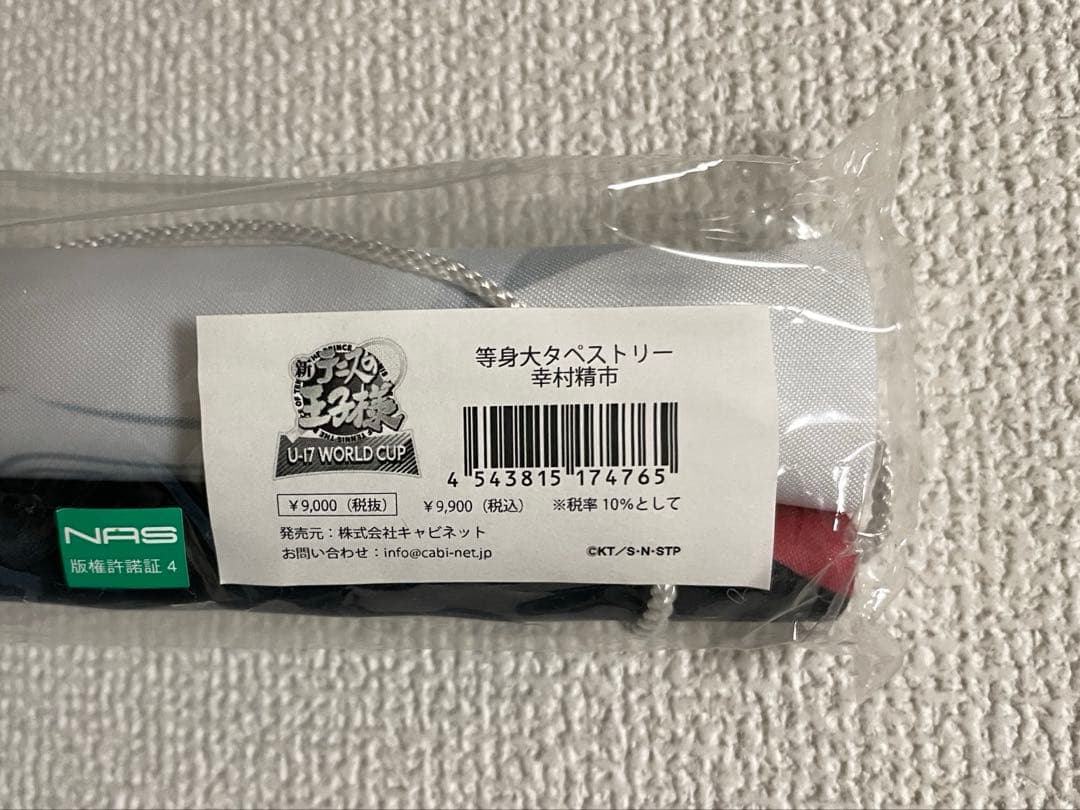 新テニスの
王子様
U-17 WORLD CUP
等身大タペストリー
幸村精市
4 543815 174765
￥9,000（税抜） ￥9,900（税込） ※税率10%として
発売元：株式会社キャビネット
お問い合わせ：info@cabi-net.jp ©KT／S・N・STP
NAS
版権許諾証 4